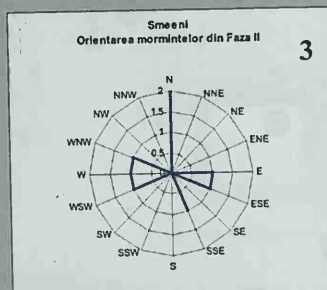 Smeeni
Orientarea mormintelor din Faza II
3
N
NNW
NNE
2
NW
1.5
NE
1
WNW
ENE
0.5
W
0
E
WSW
ESE
SW
SE
SSW
SSE
S